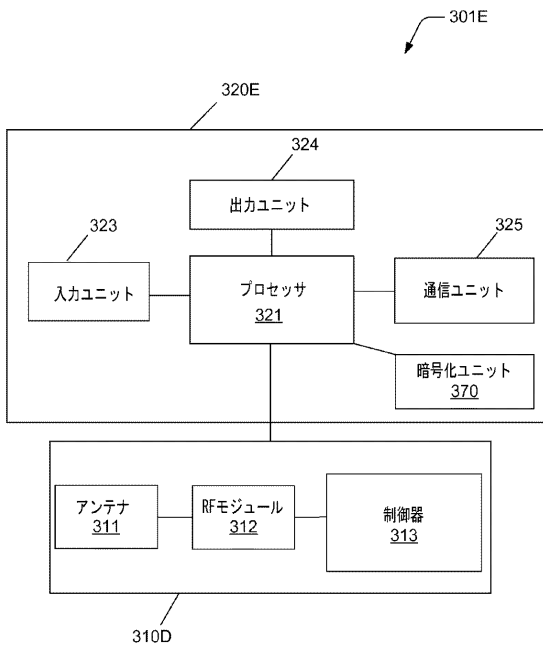 301E
320E
324
出力ユニット
323
325
入力ユニット
プロセッサ
321
通信ユニット
暗号化ユニット
370
アンテナ
311
RFモジュール
312
制御器
313
310D